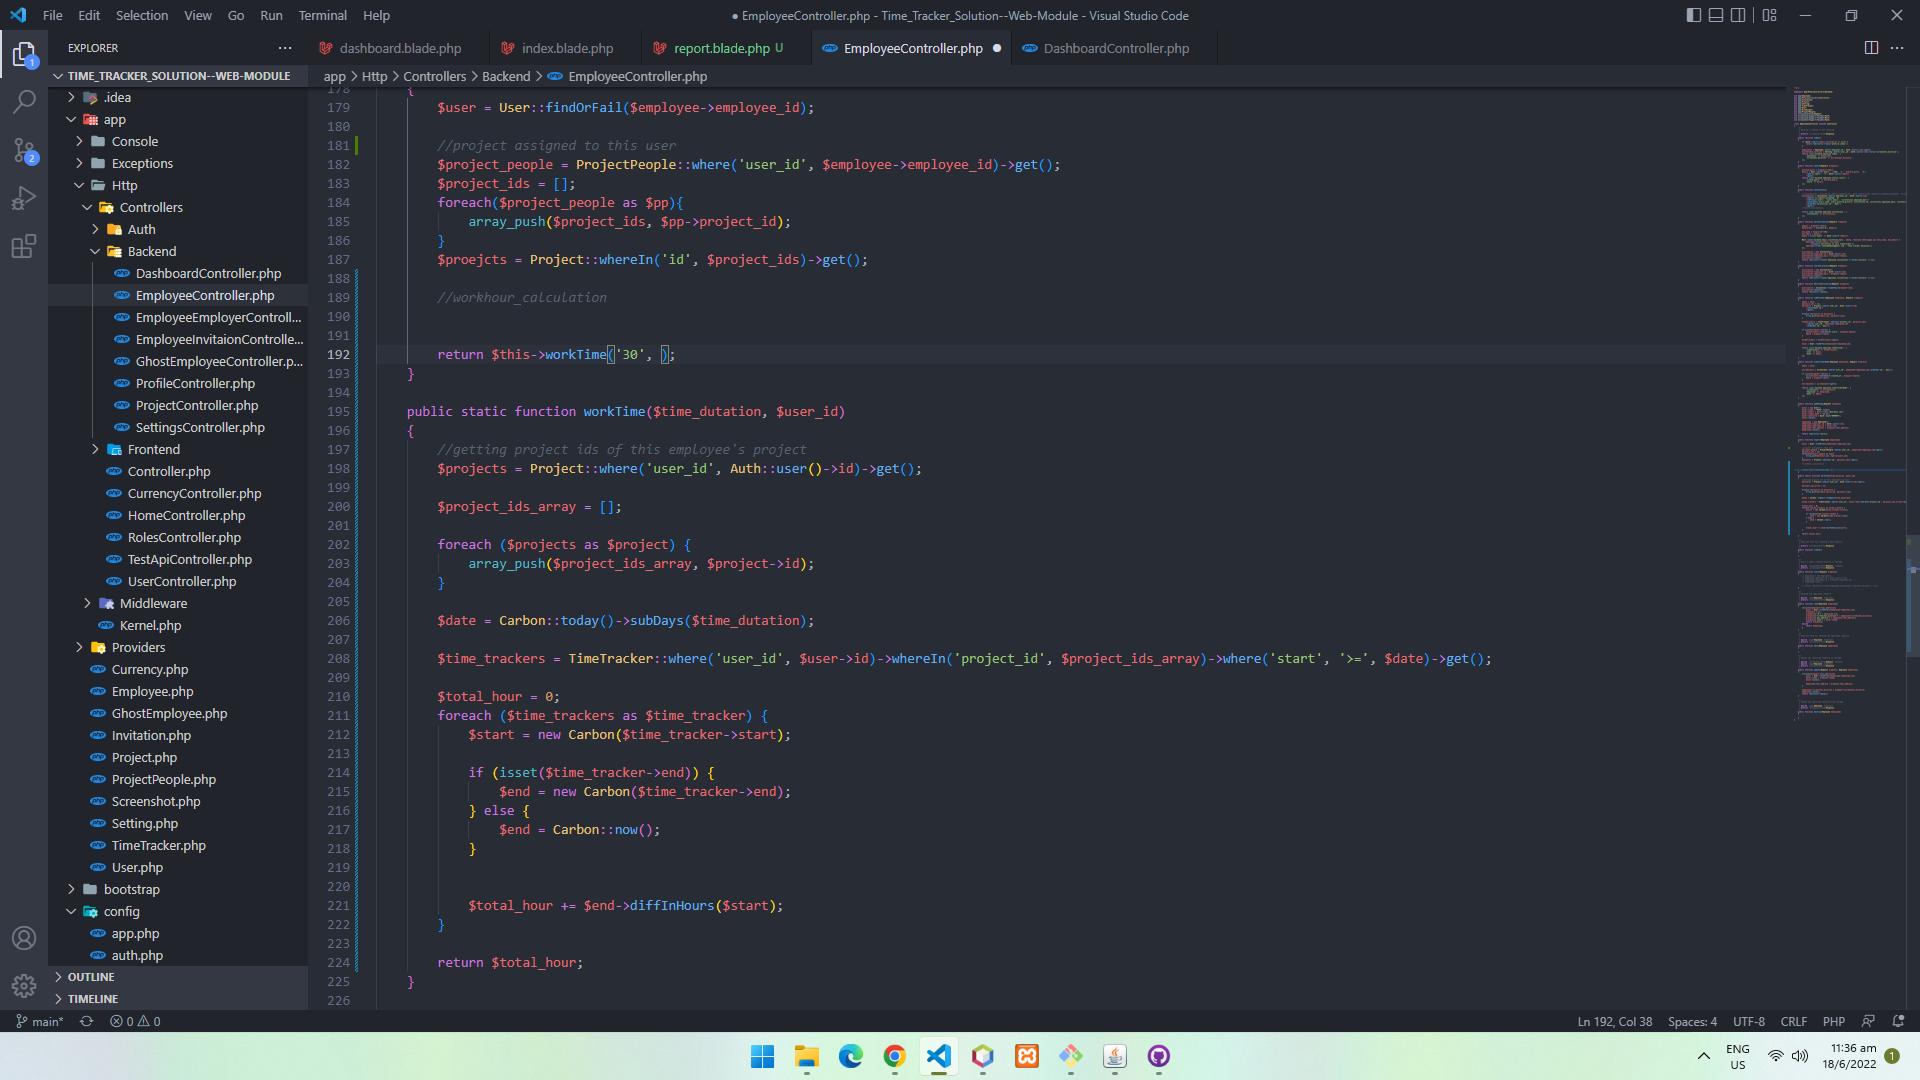 File Edit Selection View Go Run Terminal Help
● EmployeeController.php - Time_Tracker_Solution--Web-Module - Visual Studio Code
EXPLORER
dashboard.blade.php
index.blade.php
report.blade.php U
EmployeeController.php ●
DashboardController.php
TIME_TRACKER_SOLUTION--WEB-MODULE
app > Http > Controllers > Backend > EmployeeController.php
.idea
app
Console
Exceptions
Http
Controllers
Auth
Backend
DashboardController.php
EmployeeController.php
EmployeeEmployerControll...
EmployeeInvitaionControlle...
GhostEmployeeController.p...
ProfileController.php
ProjectController.php
SettingsController.php
Frontend
Controller.php
CurrencyController.php
HomeController.php
RolesController.php
TestApiController.php
UserController.php
Middleware
Kernel.php
Providers
Currency.php
Employee.php
GhostEmployee.php
Invitation.php
Project.php
ProjectPeople.php
Screenshot.php
Setting.php
TimeTracker.php
User.php
bootstrap
config
app.php
auth.php
OUTLINE
TIMELINE
1
2
178 {
179 $user = User::findOrFail($employee->employee_id);
180
181 //project assigned to this user
182 $project_people = ProjectPeople::where('user_id', $employee->employee_id)->get();
183 $project_ids = [];
184 foreach($project_people as $pp){
185 array_push($project_ids, $pp->project_id);
186 }
187 $proejcts = Project::whereIn('id', $project_ids)->get();
188
189 //workhour_calculation
190
191
192 return $this->workTime('30', );
193 }
194
195 public static function workTime($time_dutation, $user_id)
196 {
197 //getting project ids of this employee's project
198 $projects = Project::where('user_id', Auth::user()->id)->get();
199
200 $project_ids_array = [];
201
202 foreach ($projects as $project) {
203 array_push($project_ids_array, $project->id);
204 }
205
206 $date = Carbon::today()->subDays($time_dutation);
207
208 $time_trackers = TimeTracker::where('user_id', $user->id)->whereIn('project_id', $project_ids_array)->where('start', '>=', $date)->get();
209
210 $total_hour = 0;
211 foreach ($time_trackers as $time_tracker) {
212 $start = new Carbon($time_tracker->start);
213
214 if (isset($time_tracker->end)) {
215 $end = new Carbon($time_tracker->end);
216 } else {
217 $end = Carbon::now();
218 }
219
220
221 $total_hour += $end->diffInHours($start);
222 }
223
224 return $total_hour;
225 }
226
main* 0 0
Ln 192, Col 38 Spaces: 4 UTF-8 CRLF PHP
ENG
US
11:36 am
18/6/2022
1